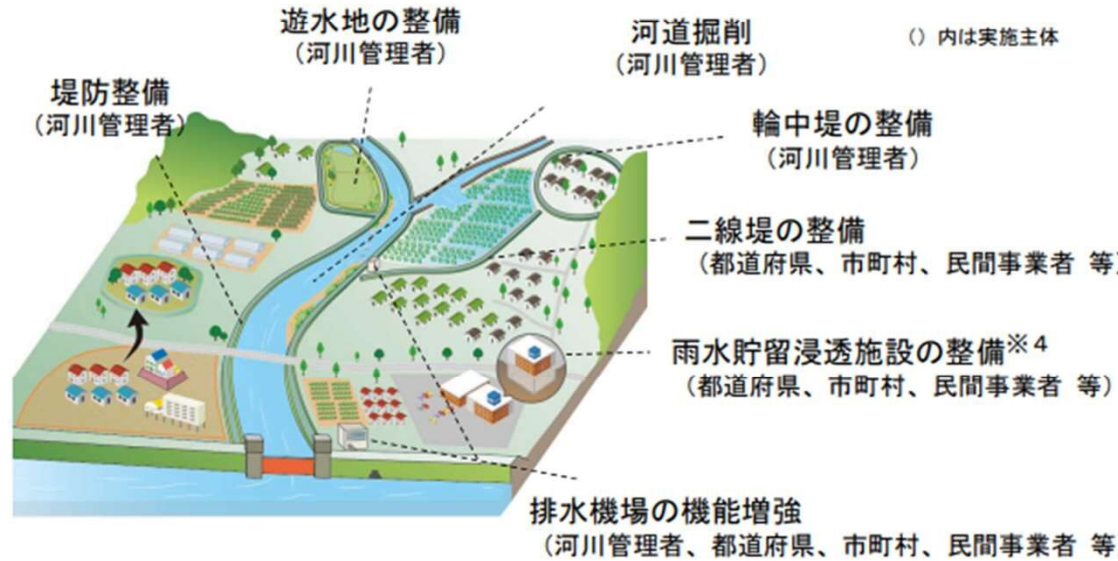 遊水地の整備
（河川管理者）
河道掘削
（河川管理者）
（）内は実施主体
堤防整備
（河川管理者）
輪中堤の整備
（河川管理者）
二線堤の整備
（都道府県、市町村、民間事業者 等）
雨水貯留浸透施設の整備※4
（都道府県、市町村、民間事業者 等）
排水機場の機能増強
（河川管理者、都道府県、市町村、民間事業者 等